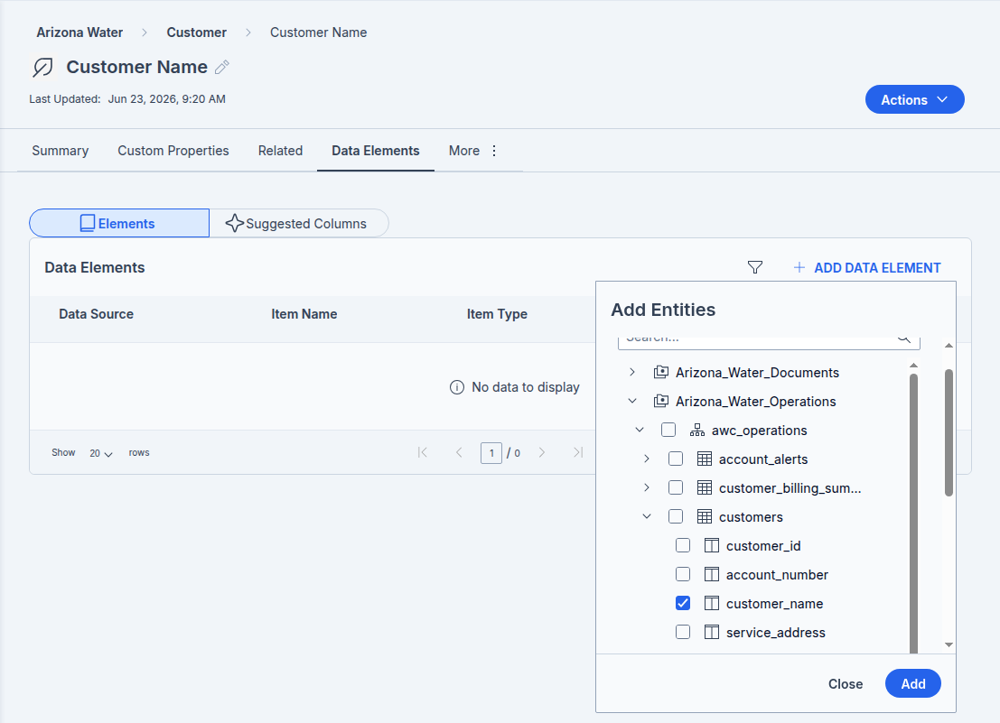 Arizona Water > Customer > Customer Name
Customer Name
Last Updated: Jun 23, 2026, 9:20 AM
Actions
Summary Custom Properties Related Data Elements More
Elements Suggested Columns
Data Elements
+ ADD DATA ELEMENT
Data Source Item Name Item Type
No data to display
Show 20 rows
1 / 0
Add Entities
Search...
Arizona_Water_Documents
Arizona_Water_Operations
awc_operations
account_alerts
customer_billing_sum...
customers
customer_id
account_number
customer_name
service_address
Close Add